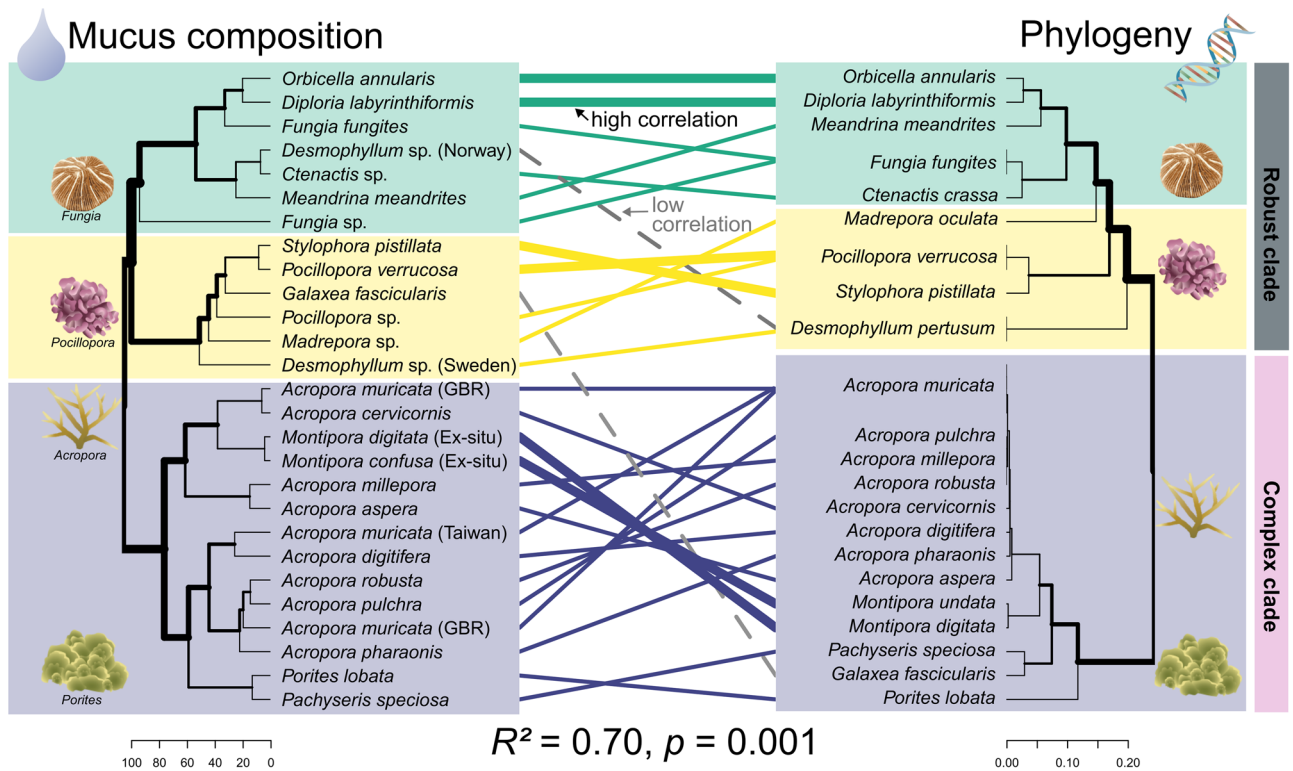 Mucus composition
Phylogeny
Orbicella annularis
Diploria labyrinthiformis
Fungia fungites
Desmophyllum sp. (Norway)
Ctenactis sp.
Meandrina meandrites
Fungia sp.
Stylophora pistillata
Pocillopora verrucosa
Galaxea fascicularis
Pocillopora sp.
Madrepora sp.
Desmophyllum sp. (Sweden)
Acropora muricata (GBR)
Acropora cervicornis
Montipora digitata (Ex-situ)
Montipora confusa (Ex-situ)
Acropora millepora
Acropora aspera
Acropora muricata (Taiwan)
Acropora digitifera
Acropora robusta
Acropora pulchra
Acropora muricata (GBR)
Acropora pharaonis
Porites lobata
Pachyseris speciosa
Fungia
Pocillopora
Acropora
Porites
high correlation
low
correlation
Orbicella annularis
Diploria labyrinthiformis
Meandrina meandrites
Fungia fungites
Ctenactis crassa
Madrepora oculata
Pocillopora verrucosa
Stylophora pistillata
Desmophyllum pertusum
Acropora muricata
Acropora pulchra
Acropora millepora
Acropora robusta
Acropora cervicornis
Acropora digitifera
Acropora pharaonis
Acropora aspera
Montipora undata
Montipora digitata
Pachyseris speciosa
Galaxea fascicularis
Porites lobata
Robust clade
Complex clade
100 80 60 40 20 0
R² = 0.70, p = 0.001
0.00 0.10 0.20